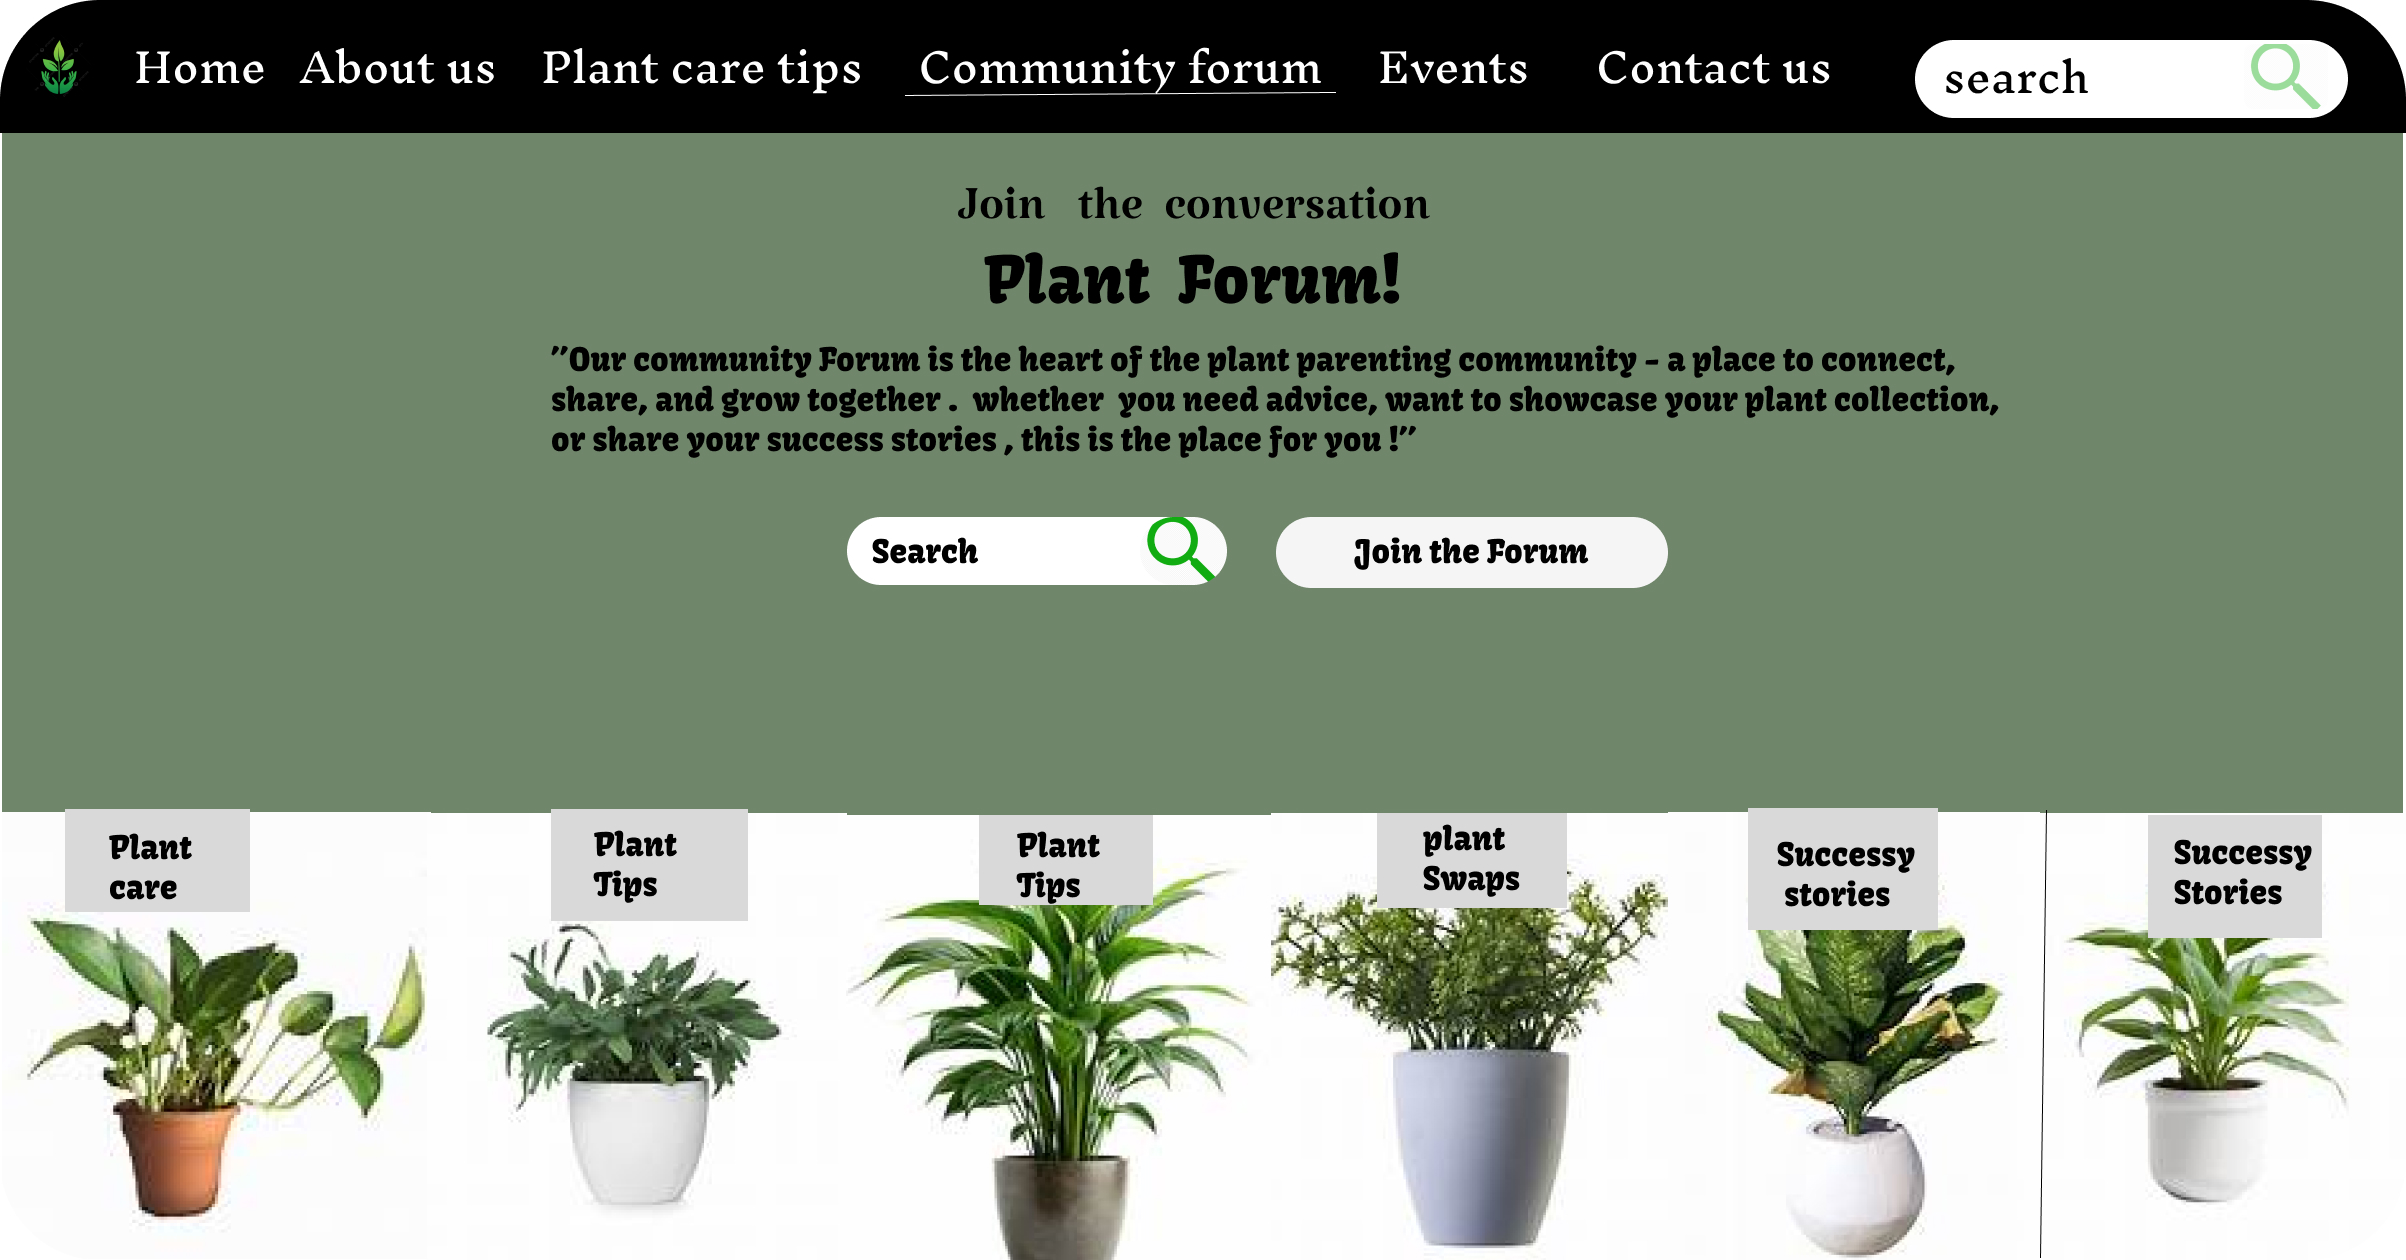 Home About us Plant care tips Community forum Events Contact us search
Join the conversation
Plant Forum!
"Our community Forum is the heart of the plant parenting community - a place to connect,
share, and grow together . whether you need advice, want to showcase your plant collection,
or share your success stories , this is the place for you !"
Search
Join the Forum
Plant
care
Plant
Tips
Plant
Tips
plant
Swaps
Successy
stories
Successy
Stories